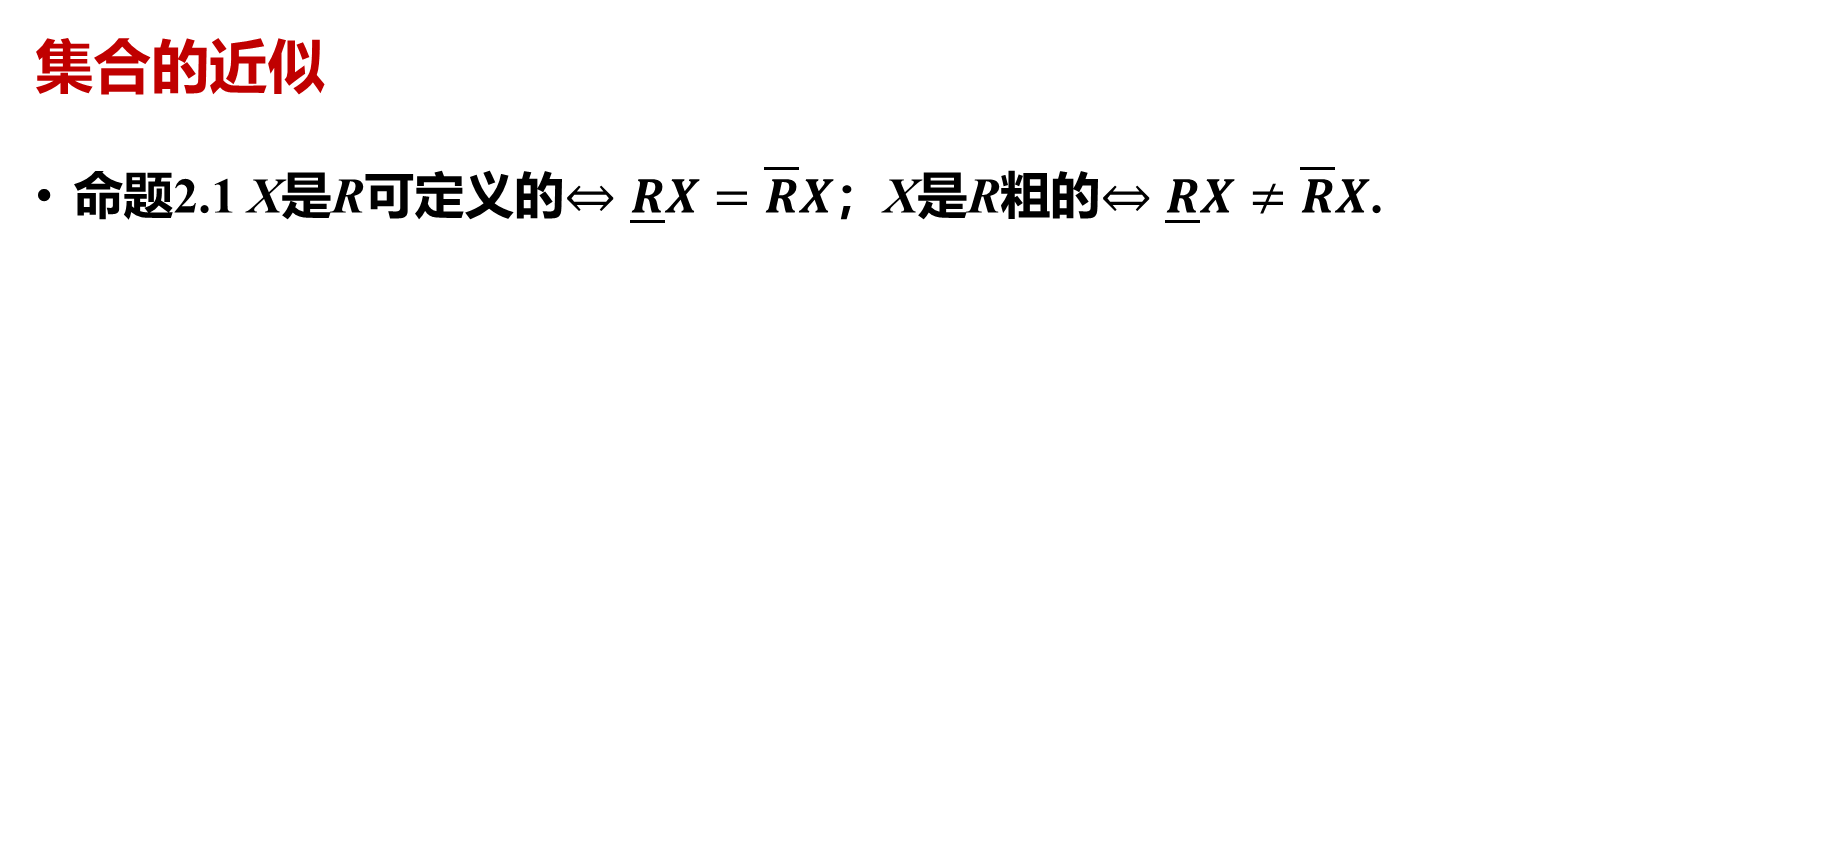 集合的近似
• 命题2.1 X是R可定义的⇔ R̲X = R̅X；X是R粗的⇔ R̲X ≠ R̅X.